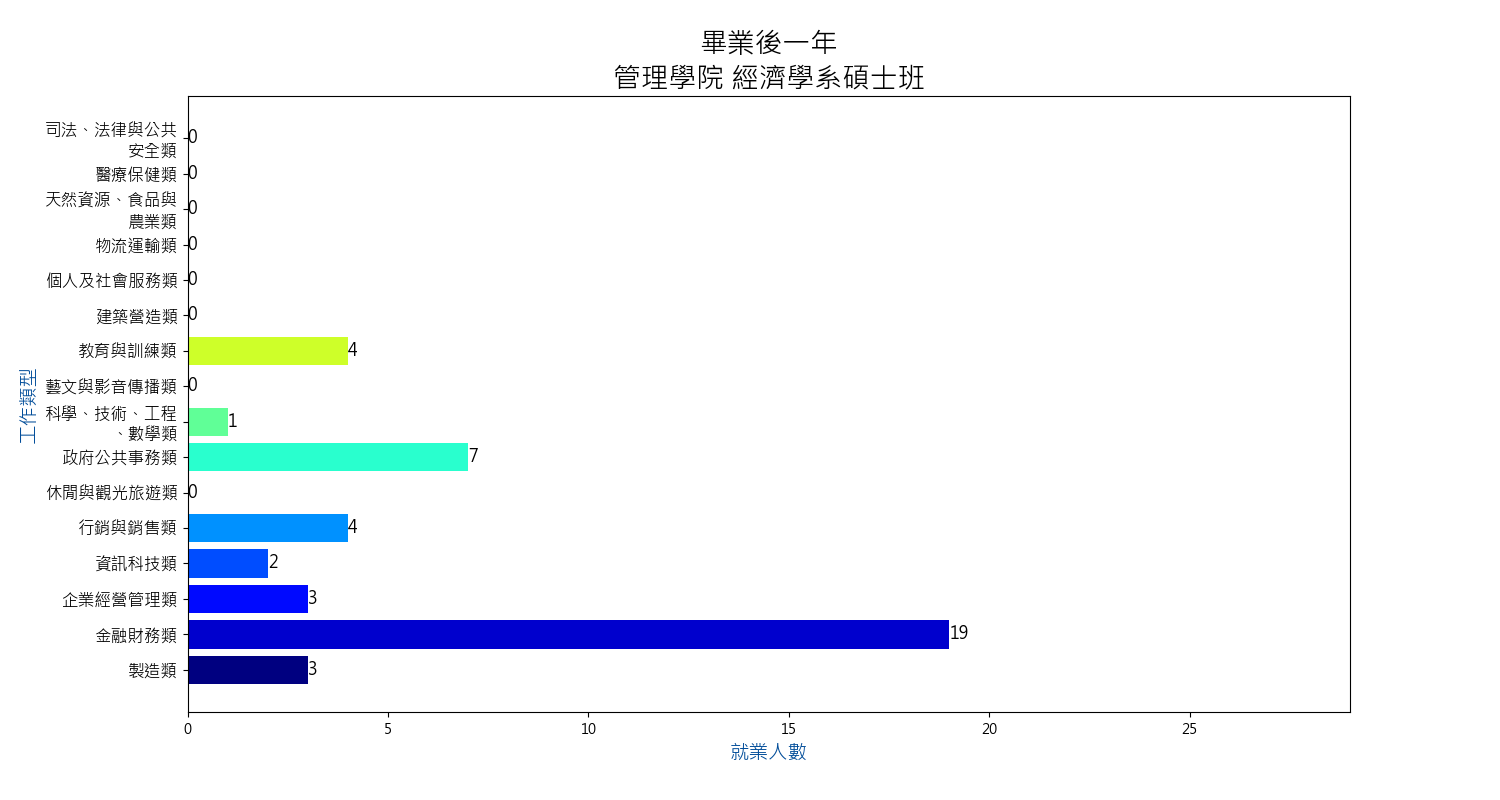 畢業後一年
管理學院 經濟學系碩士班
司法、法律與公共
安全類
0
醫療保健類
0
天然資源、食品與
農業類
0
物流運輸類
0
個人及社會服務類
0
建築營造類
0
教育與訓練類
4
藝文與影音傳播類
0
科學、技術、工程
、數學類
1
政府公共事務類
7
休閒與觀光旅遊類
0
行銷與銷售類
4
資訊科技類
2
企業經營管理類
3
金融財務類
19
製造類
3
工作類型
0 5 10 15 20 25
就業人數